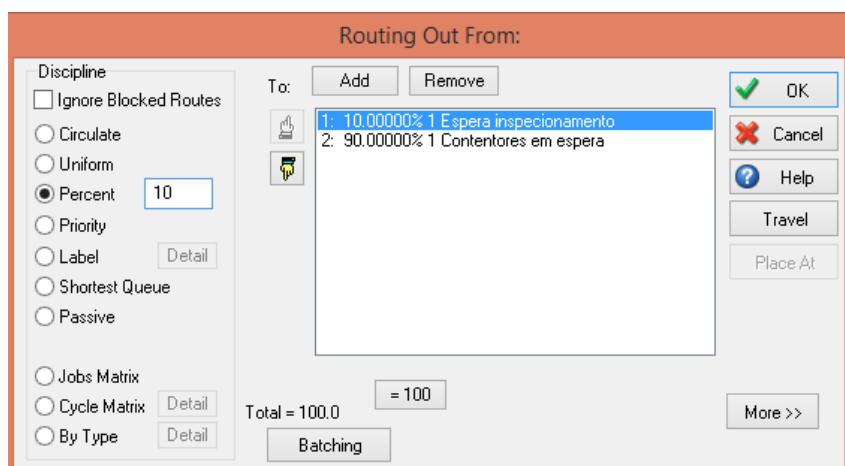 Routing Out From:
Discipline
Ignore Blocked Routes
Circulate
Uniform
Percent 10
Priority
Label Detail
Shortest Queue
Passive
Jobs Matrix
Cycle Matrix Detail
By Type Detail
To: Add Remove
1: 10.00000% 1 Espera inspecionamento
2: 90.00000% 1 Contentores em espera
Total = 100.0 = 100
Batching
OK
Cancel
Help
Travel
Place At
More >>